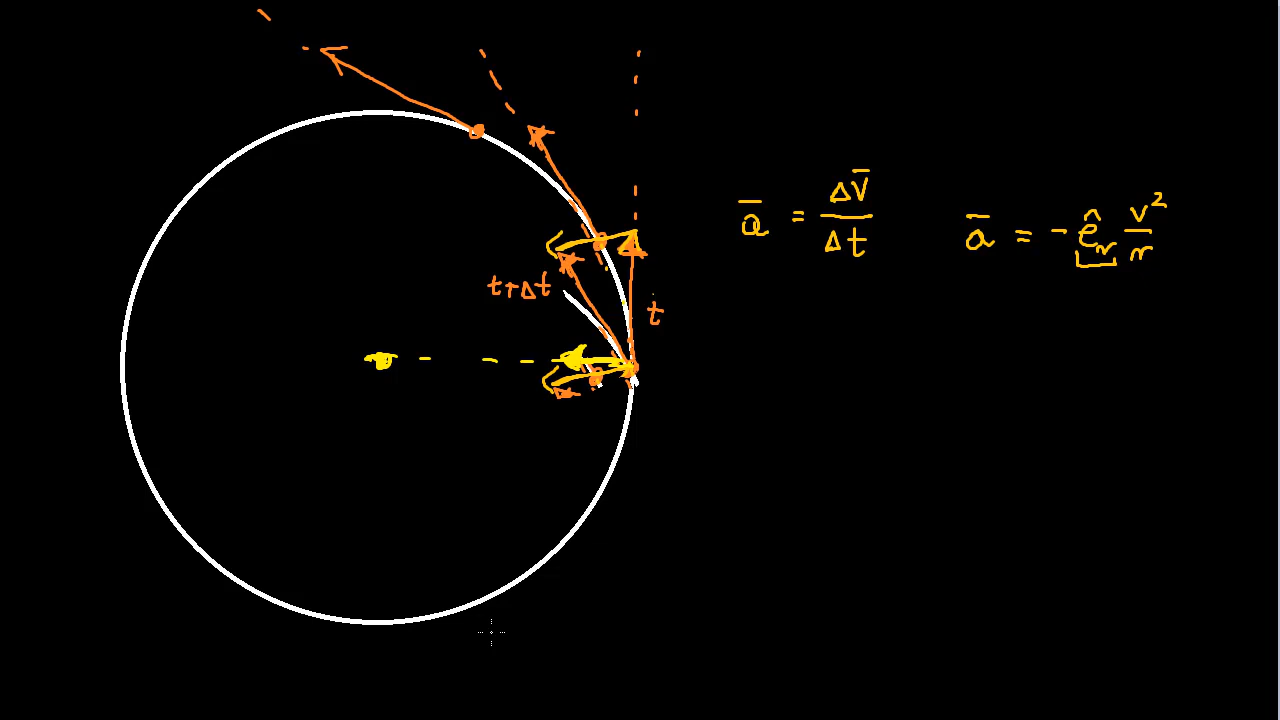 a̅ = Δv̅/Δt
a̅ = -ê_r v²/r
t+Δt
t